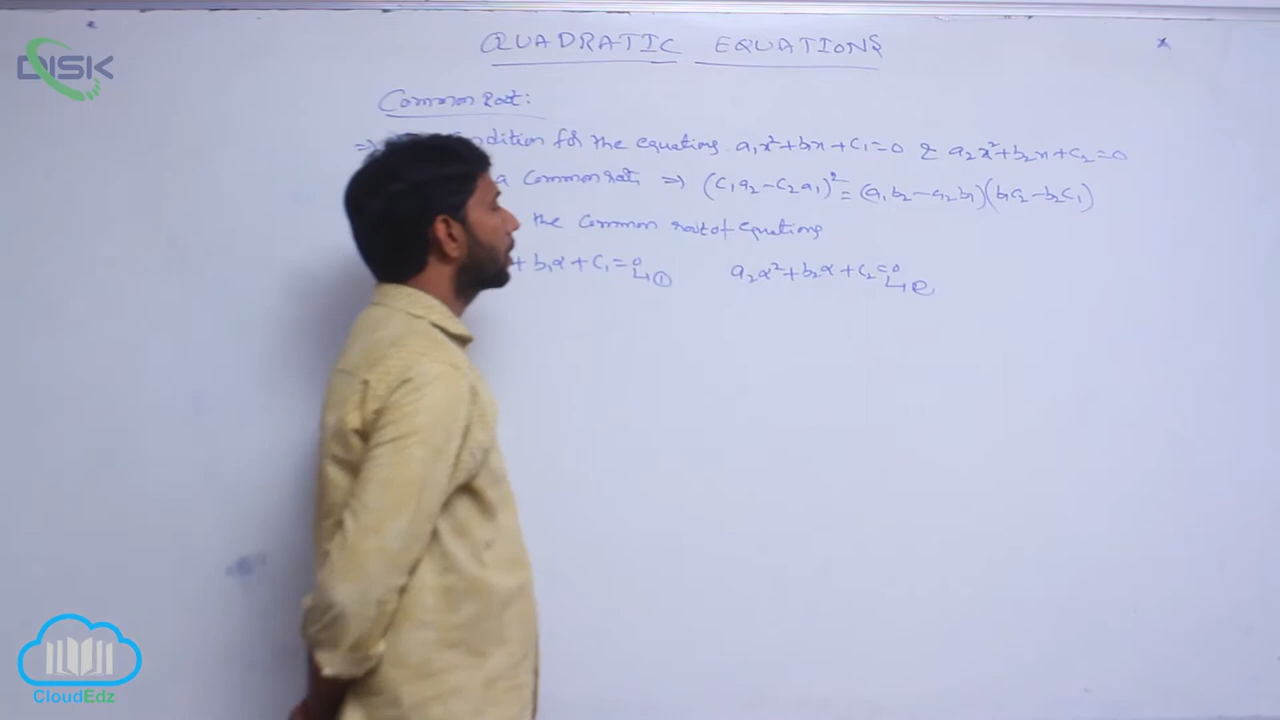 DISK
QUADRATIC EQUATIONS
Common root:
⇒ condition for the equations a₁x²+b₁x+c₁=0 & a₂x²+b₂x+c₂=0
a common root ⇒ (c₁a₂-c₂a₁)²=(a₁b₂-a₂b₁)(b₁c₂-b₂c₁)
the common root of equations
+ b₁α + c₁=0 ↳① a₂α²+b₂α+c₂=0 ↳2
CloudEdz